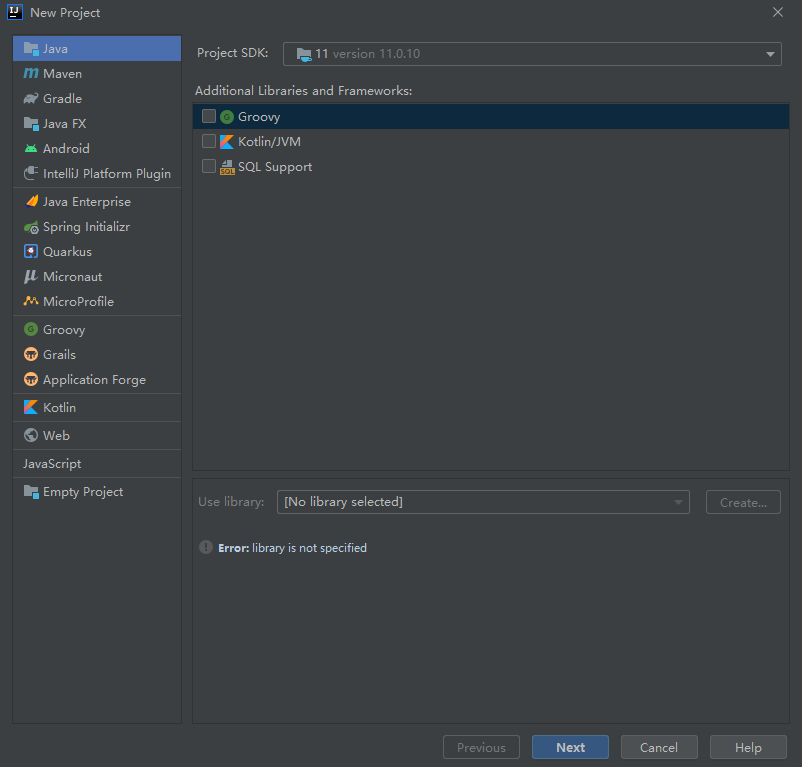 New Project
Java
Maven
Gradle
Java FX
Android
IntelliJ Platform Plugin
Java Enterprise
Spring Initializr
Quarkus
Micronaut
MicroProfile
Groovy
Grails
Application Forge
Kotlin
Web
JavaScript
Empty Project
Project SDK: 11 version 11.0.10
Additional Libraries and Frameworks:
Groovy
Kotlin/JVM
SQL Support
Use library: [No library selected] Create...
Error: library is not specified
Previous Next Cancel Help